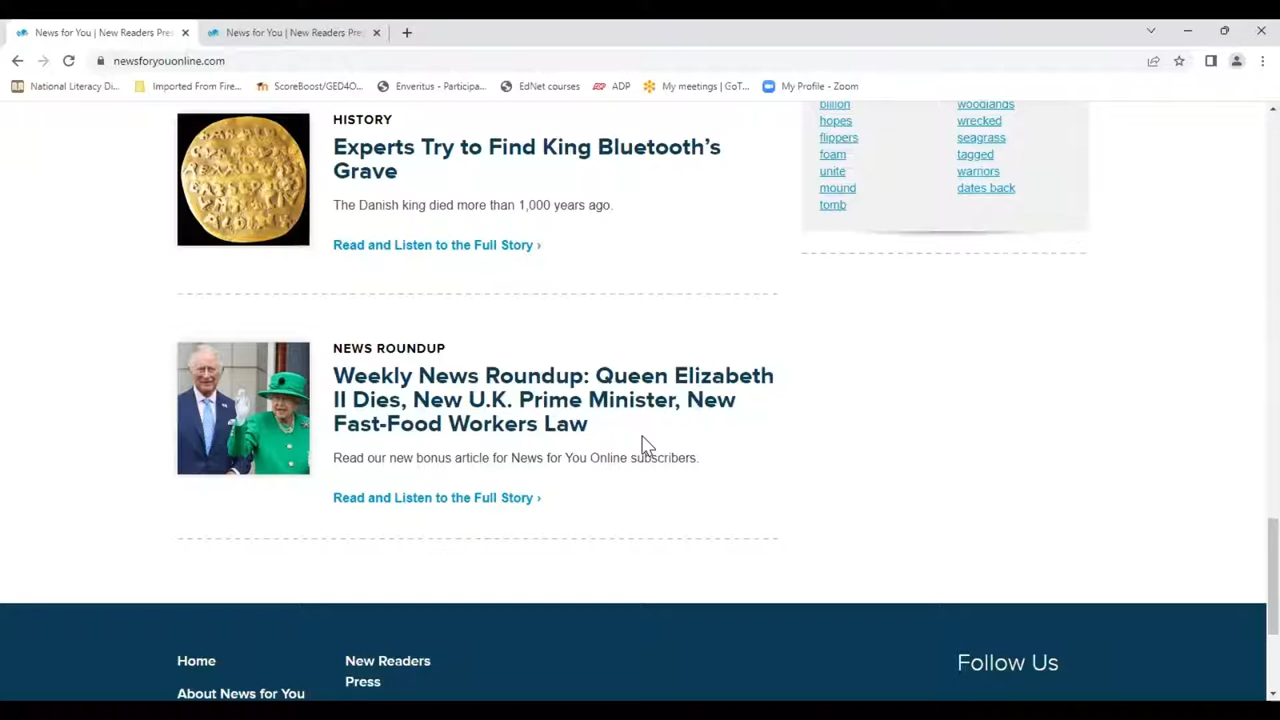 News for You | New Readers Pres
News for You | New Readers Pre
newsforyouonline.com
National Literacy Di...
Imported From Fire...
ScoreBoost/GED4O...
Enveritus - Participa...
EdNet courses
ADP
My meetings | GoT...
My Profile - Zoom
HISTORY
Experts Try to Find King Bluetooth's
Grave
The Danish king died more than 1,000 years ago.
Read and Listen to the Full Story ›
NEWS ROUNDUP
Weekly News Roundup: Queen Elizabeth
II Dies, New U.K. Prime Minister, New
Fast-Food Workers Law
Read our new bonus article for News for You Online subscribers.
Read and Listen to the Full Story ›
billion woodlands
hopes wrecked
flippers seagrass
foam tagged
unite warriors
mound dates back
tomb
Home
About News for You
New Readers
Press
Follow Us